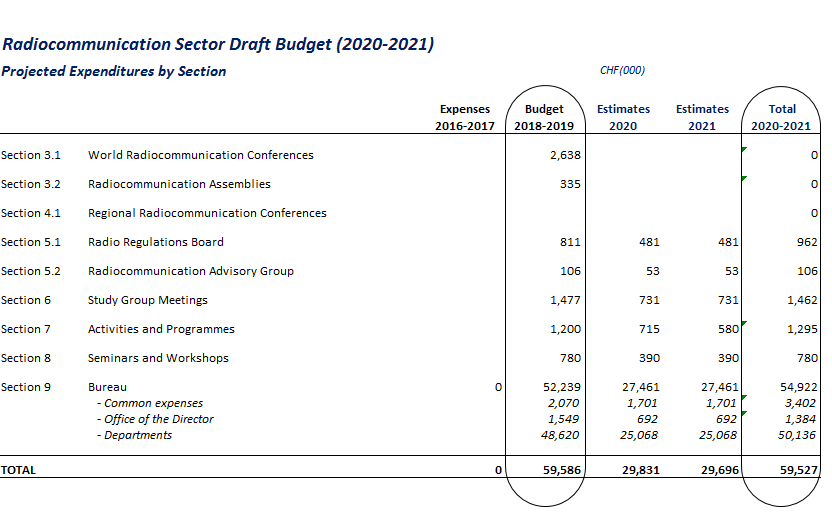 Radiocommunication Sector Draft Budget (2020-2021)
Projected Expenditures by Section CHF(000)
Expenses Budget Estimates Estimates Total
2016-2017 2018-2019 2020 2021 2020-2021
Section 3.1 World Radiocommunication Conferences 2,638 0
Section 3.2 Radiocommunication Assemblies 335 0
Section 4.1 Regional Radiocommunication Conferences 0
Section 5.1 Radio Regulations Board 811 481 481 962
Section 5.2 Radiocommunication Advisory Group 106 53 53 106
Section 6 Study Group Meetings 1,477 731 731 1,462
Section 7 Activities and Programmes 1,200 715 580 1,295
Section 8 Seminars and Workshops 780 390 390 780
Section 9 Bureau 0 52,239 27,461 27,461 54,922
- Common expenses 2,070 1,701 1,701 3,402
- Office of the Director 1,549 692 692 1,384
- Departments 48,620 25,068 25,068 50,136
TOTAL 0 59,586 29,831 29,696 59,527